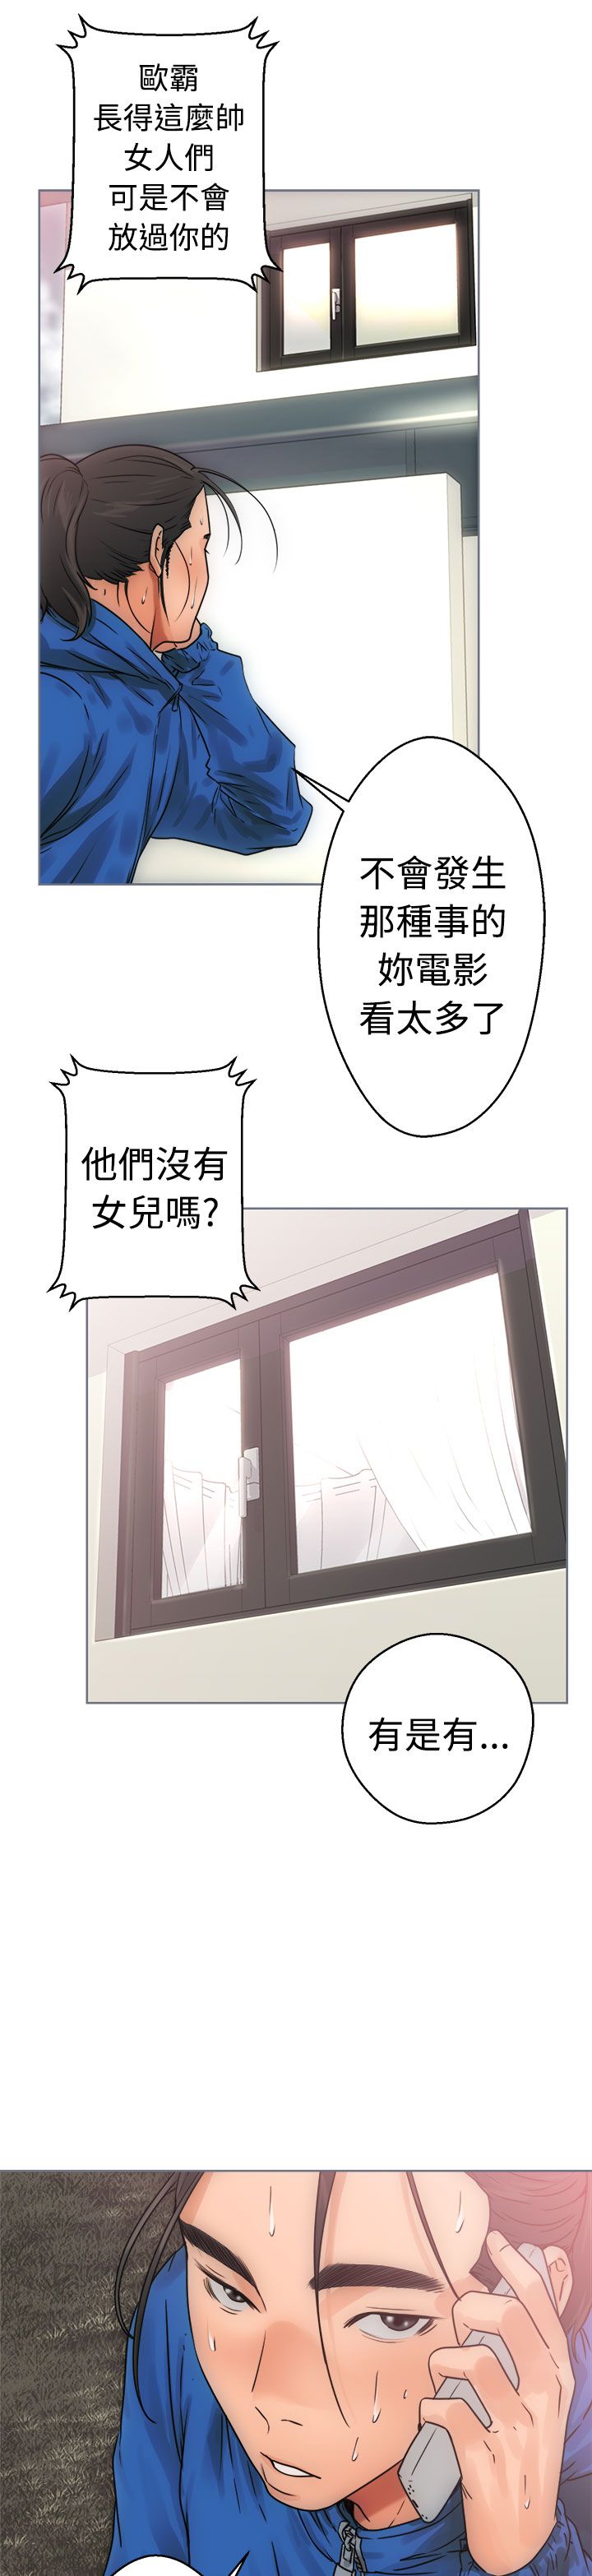 歐霸
長得這麼帥
女人們
可是不會
放過你的
不會發生
那種事的
妳電影
看太多了
他們沒有
女兒嗎?
有是有...